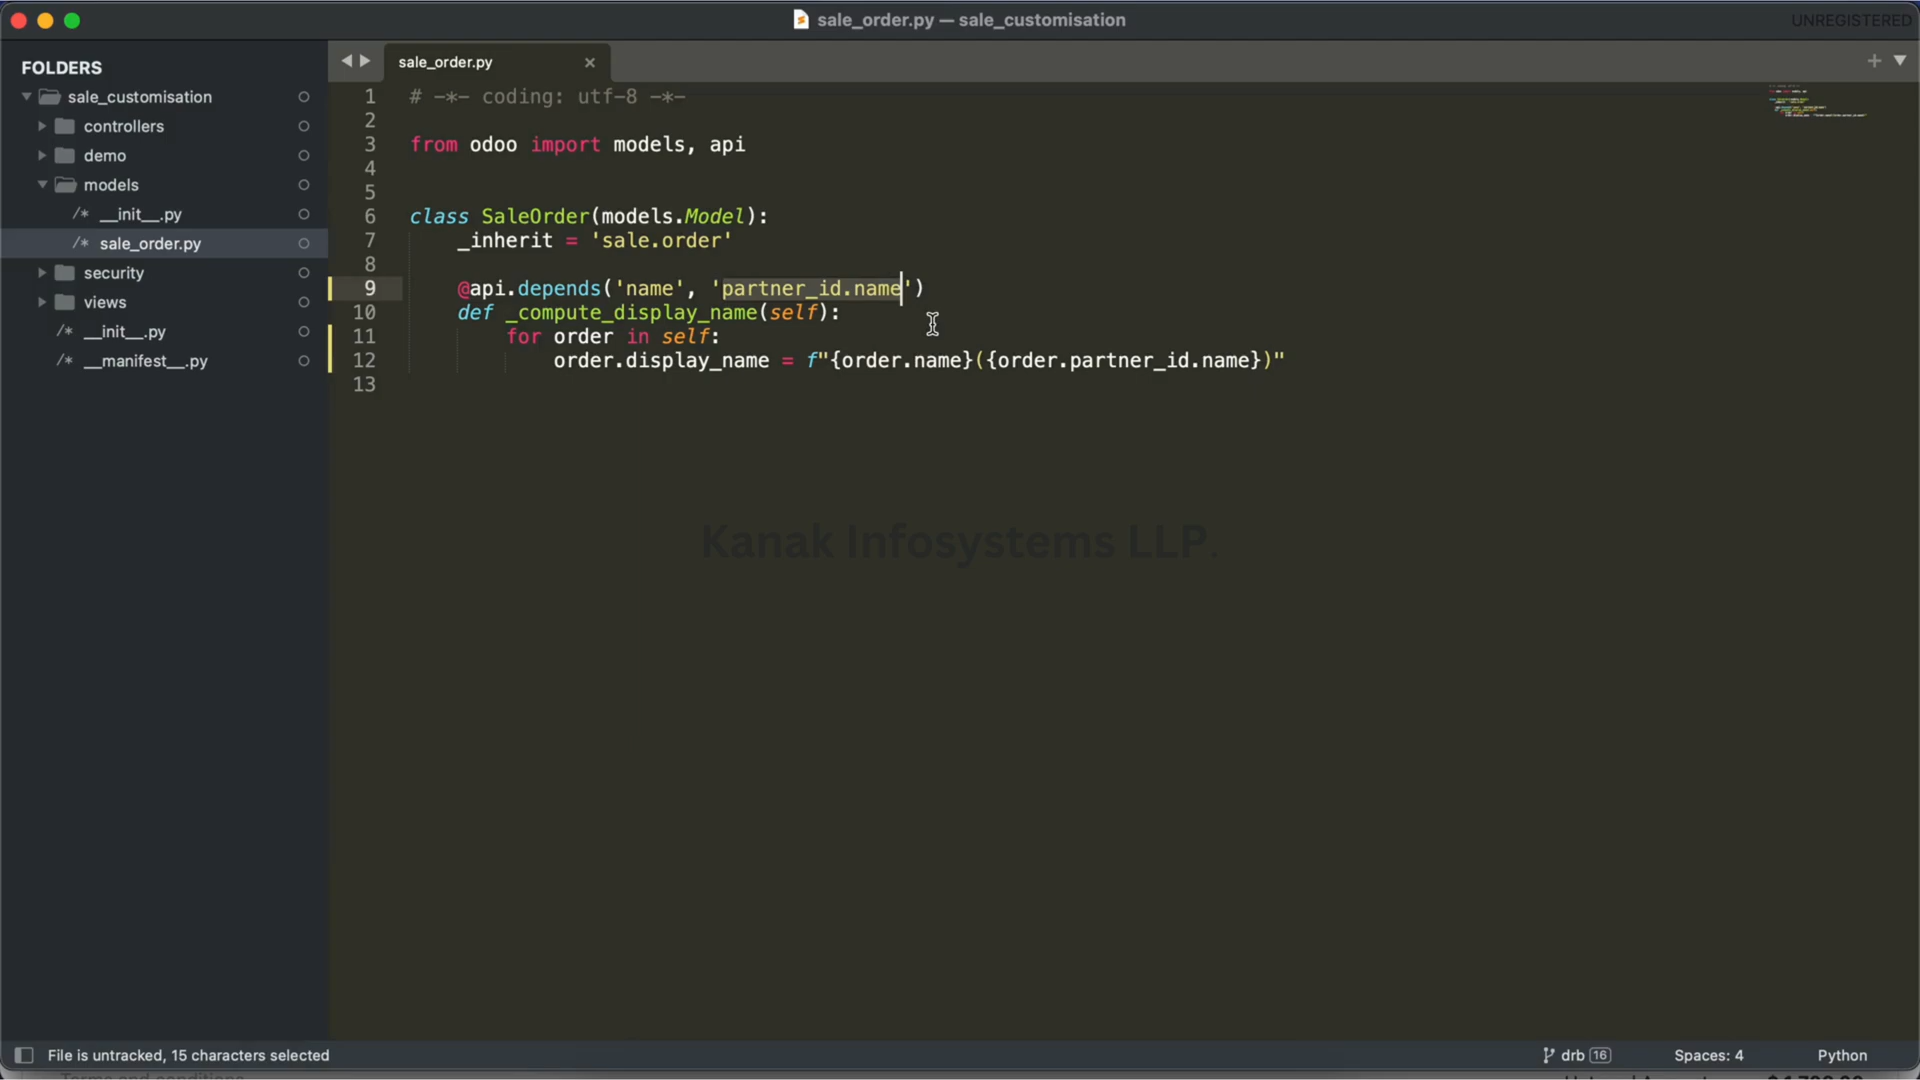 sale_order.py — sale_customisation
UNREGISTERED
FOLDERS
sale_customisation
controllers
demo
models
/* __init__.py
/* sale_order.py
security
views
/* __init__.py
/* __manifest__.py
sale_order.py ×
1 # -*- coding: utf-8 -*-
2
3 from odoo import models, api
4
5
6 class SaleOrder(models.Model):
7 _inherit = 'sale.order'
8
9 @api.depends('name', 'partner_id.name')
10 def _compute_display_name(self):
11 for order in self:
12 order.display_name = f"{order.name}({order.partner_id.name})"
13
Kanak Infosystems LLP.
File is untracked, 15 characters selected
drb 16
Spaces: 4
Python